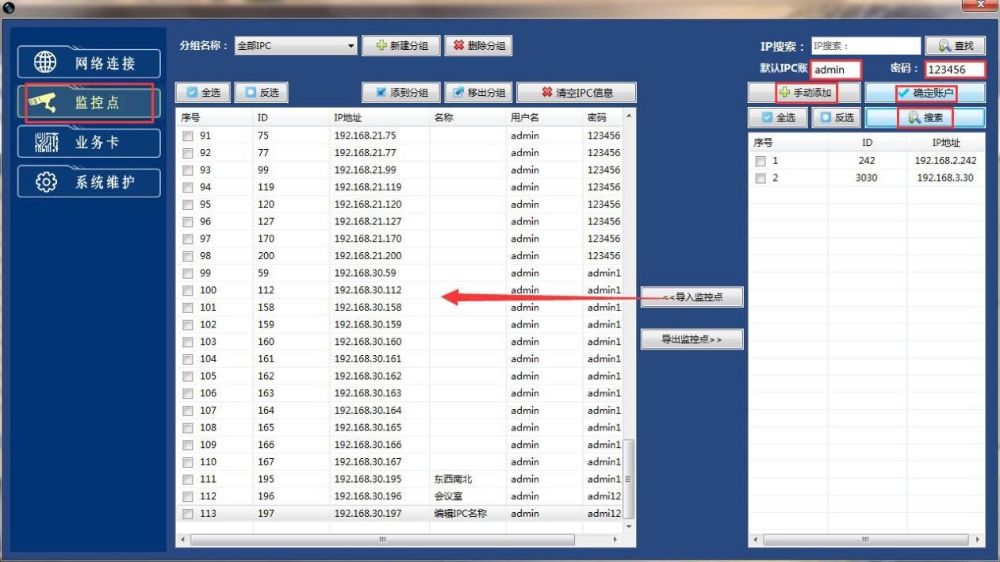 网络连接
监控点
业务卡
系统维护
分组名称： 全部IPC 新建分组 删除分组
全选 反选 添到分组 移出分组 清空IPC信息
序号 ID IP地址 名称 用户名 密码
91 75 192.168.21.75 admin 123456
92 77 192.168.21.77 admin 123456
93 99 192.168.21.99 admin 123456
94 119 192.168.21.119 admin 123456
95 120 192.168.21.120 admin 123456
96 127 192.168.21.127 admin 123456
97 170 192.168.21.170 admin 123456
98 200 192.168.21.200 admin 123456
99 59 192.168.30.59 admin admin1
100 112 192.168.30.112 admin admin1
101 158 192.168.30.158 admin admin1
102 159 192.168.30.159 admin admin1
103 160 192.168.30.160 admin admin1
104 161 192.168.30.161 admin admin1
105 162 192.168.30.162 admin admin1
106 163 192.168.30.163 admin admin1
107 164 192.168.30.164 admin admin1
108 165 192.168.30.165 admin admin1
109 166 192.168.30.166 admin admin1
110 167 192.168.30.167 admin admin1
111 195 192.168.30.195 东西南北 admin admin1
112 196 192.168.30.196 会议室 admin admi12
113 197 192.168.30.197 编辑IPC名称 admin admi12
<<导入监控点
导出监控点>>
IP搜索： IP搜索： 查找
默认IPC账 admin 密码： 123456
手动添加 确定账户
全选 反选 搜索
序号 ID IP地址
1 242 192.168.2.242
2 3030 192.168.3.30